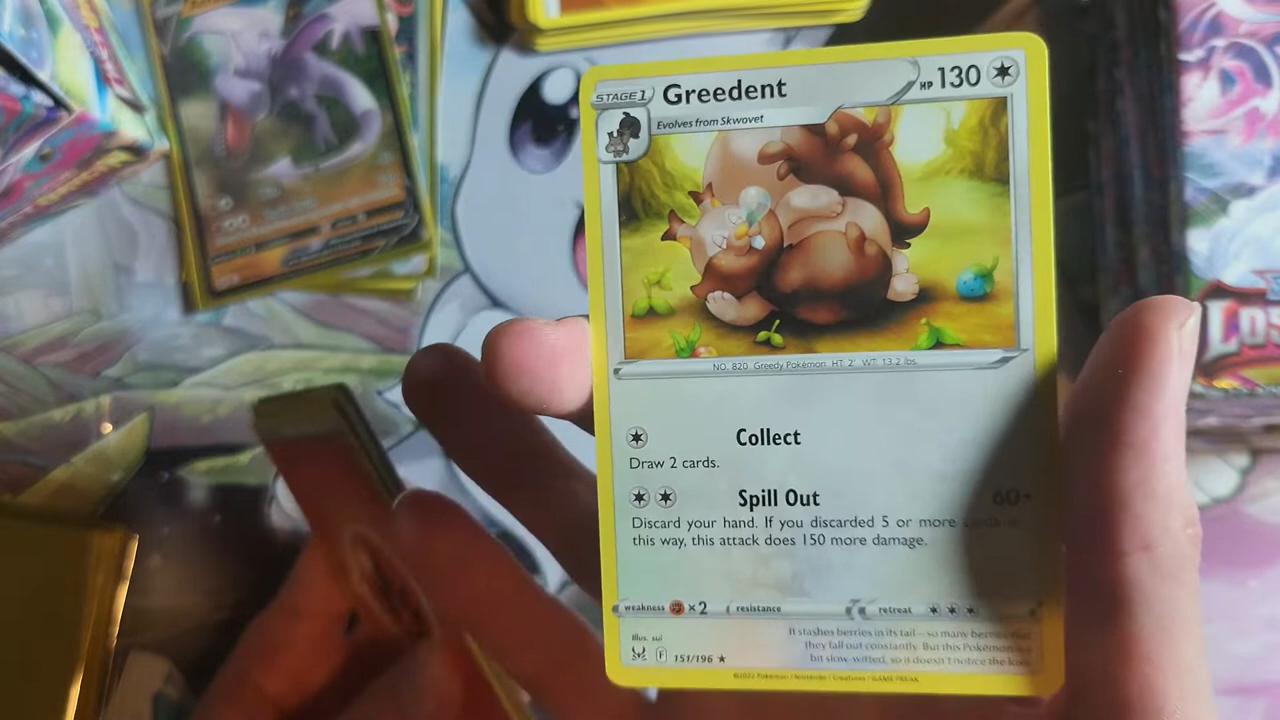 STAGE 1 Greedent HP 130
Evolves from Skwovet
NO. 820 Greedy Pokémon HT: 2' WT: 13.2 lbs.
Collect
Draw 2 cards.
Spill Out 60+
Discard your hand. If you discarded 5 or more
this way, this attack does 150 more damage.
weakness ×2 resistance retreat
Illus. sui
It stashes berries in its tail—so many berries that
they fall out constantly. But this Pokémon is a
bit slow-witted, so it doesn't notice the loss.
F 151/196 ★
©2022 Pokémon / Nintendo / Creatures / GAME FREAK